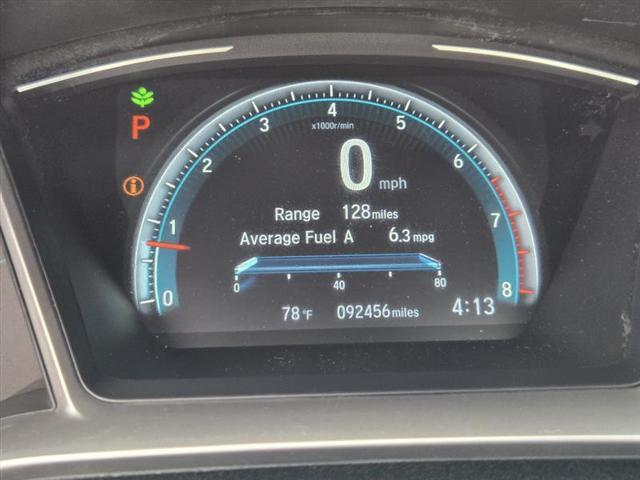 4
3 5
x1000r/min
2 6
P
0 mph
Range 128 miles
1 7
Average Fuel A 6.3 mpg
0 40 80
0 8
78°F 092456 miles 4:13